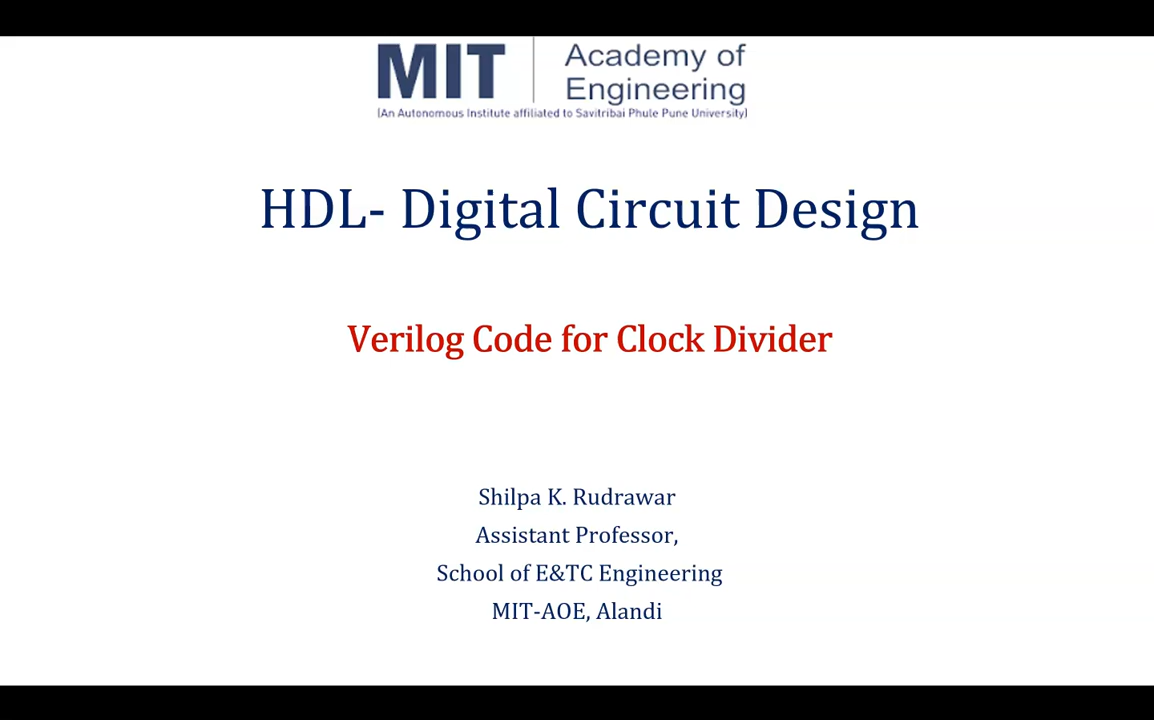 MIT
Academy of
Engineering
(An Autonomous Institute affiliated to Savitribai Phule Pune University)
HDL- Digital Circuit Design
Verilog Code for Clock Divider
Shilpa K. Rudrawar
Assistant Professor,
School of E&TC Engineering
MIT-AOE, Alandi